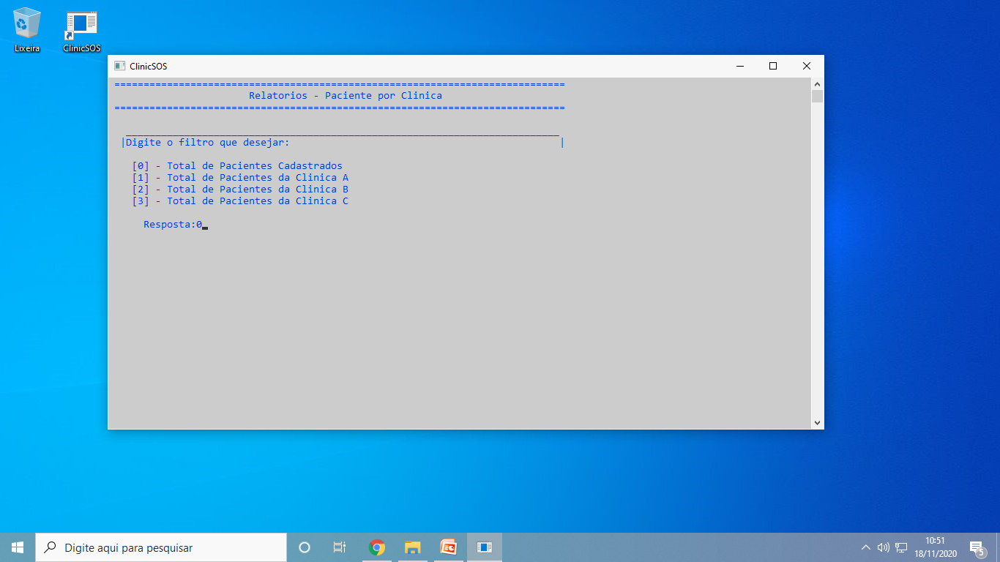 Lixeira
ClinicSOS
ClinicSOS
=============================================================================
Relatorios - Paciente por Clinica
=============================================================================
__________________________________________________________________________
|Digite o filtro que desejar: |
[0] - Total de Pacientes Cadastrados
[1] - Total de Pacientes da Clinica A
[2] - Total de Pacientes da Clinica B
[3] - Total de Pacientes da Clinica C
Resposta:0
Digite aqui para pesquisar
10:51
18/11/2020
5